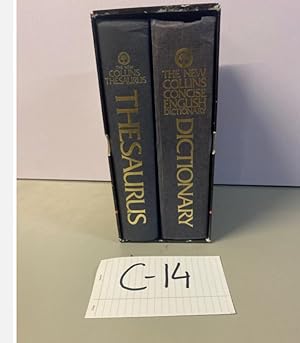 THE NEW
COLLINS
THESAURUS
THESAURUS
THE NEW
COLLINS
CONCISE
ENGLISH
DICTIONARY
DICTIONARY
C-14